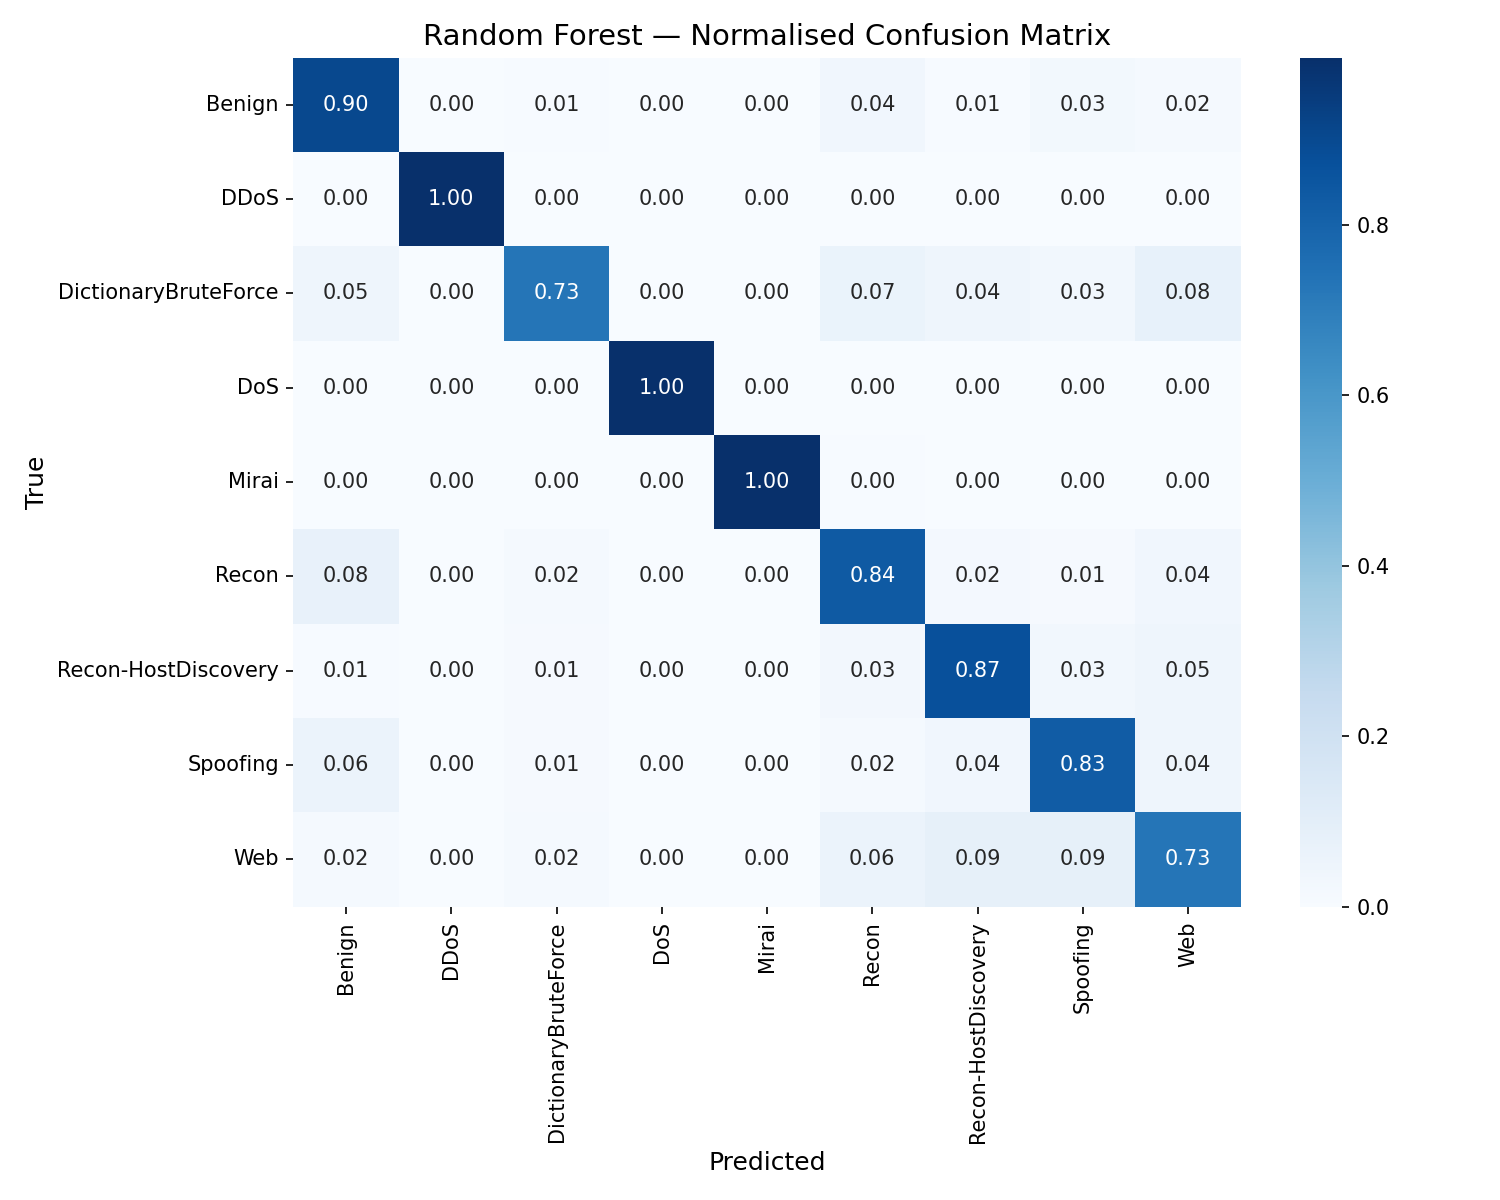 Random Forest — Normalised Confusion Matrix
Benign 0.90 0.00 0.01 0.00 0.00 0.04 0.01 0.03 0.02
DDoS 0.00 1.00 0.00 0.00 0.00 0.00 0.00 0.00 0.00
DictionaryBruteForce 0.05 0.00 0.73 0.00 0.00 0.07 0.04 0.03 0.08
DoS 0.00 0.00 0.00 1.00 0.00 0.00 0.00 0.00 0.00
Mirai 0.00 0.00 0.00 0.00 1.00 0.00 0.00 0.00 0.00
Recon 0.08 0.00 0.02 0.00 0.00 0.84 0.02 0.01 0.04
Recon-HostDiscovery 0.01 0.00 0.01 0.00 0.00 0.03 0.87 0.03 0.05
Spoofing 0.06 0.00 0.01 0.00 0.00 0.02 0.04 0.83 0.04
Web 0.02 0.00 0.02 0.00 0.00 0.06 0.09 0.09 0.73
True
Benign
DDoS
DictionaryBruteForce
DoS
Mirai
Recon
Recon-HostDiscovery
Spoofing
Web
Predicted
0.8
0.6
0.4
0.2
0.0